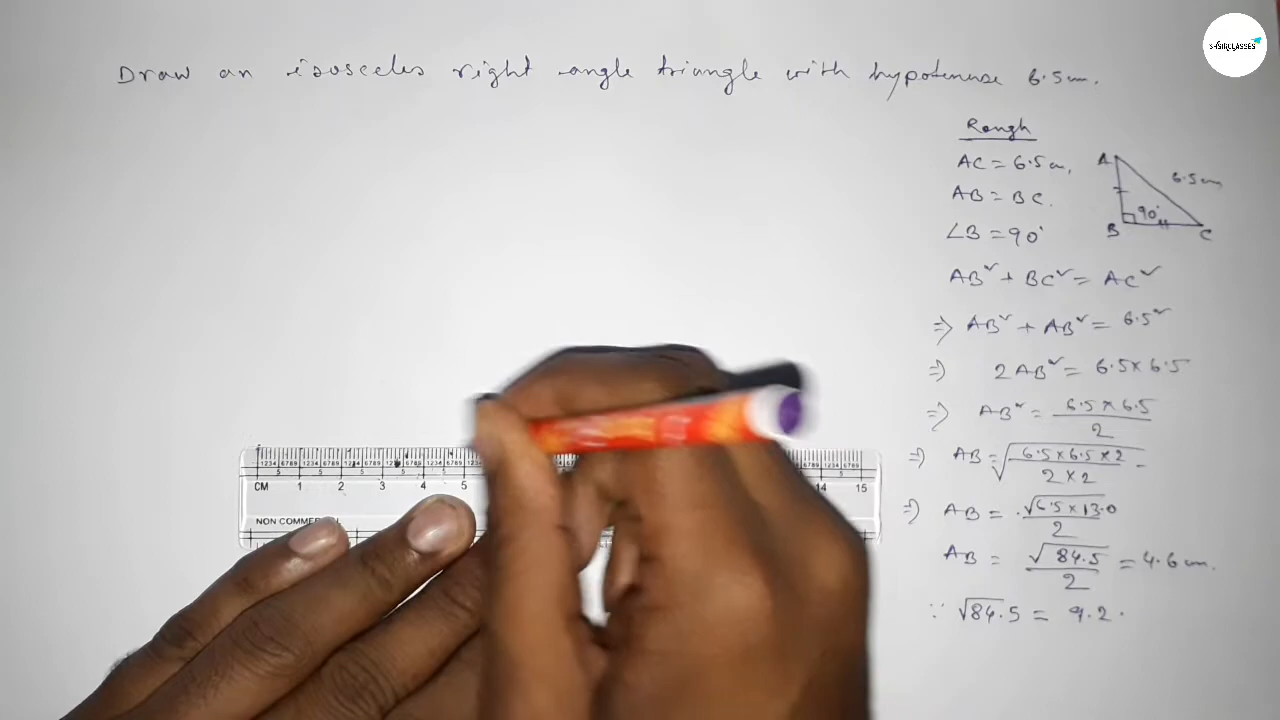 SHSIRCLASSES
Draw an isosceles right angle triangle with hypotenuse 6.5cm.
Rough
AC = 6.5cm,
AB = BC.
∠B = 90°
A
6.5cm
90°
B
C
AB² + BC² = AC²
⇒ AB² + AB² = 6.5²
⇒ 2AB² = 6.5 × 6.5
⇒ AB² = 6.5 × 6.5 / 2
⇒ AB = √(6.5 × 6.5 × 2 / 2 × 2)
⇒ AB = √(6.5 × 13.0) / 2
AB = √84.5 / 2 = 4.6 cm.
∵ √84.5 = 9.2.
CM 1 2 3 4 5 14 15